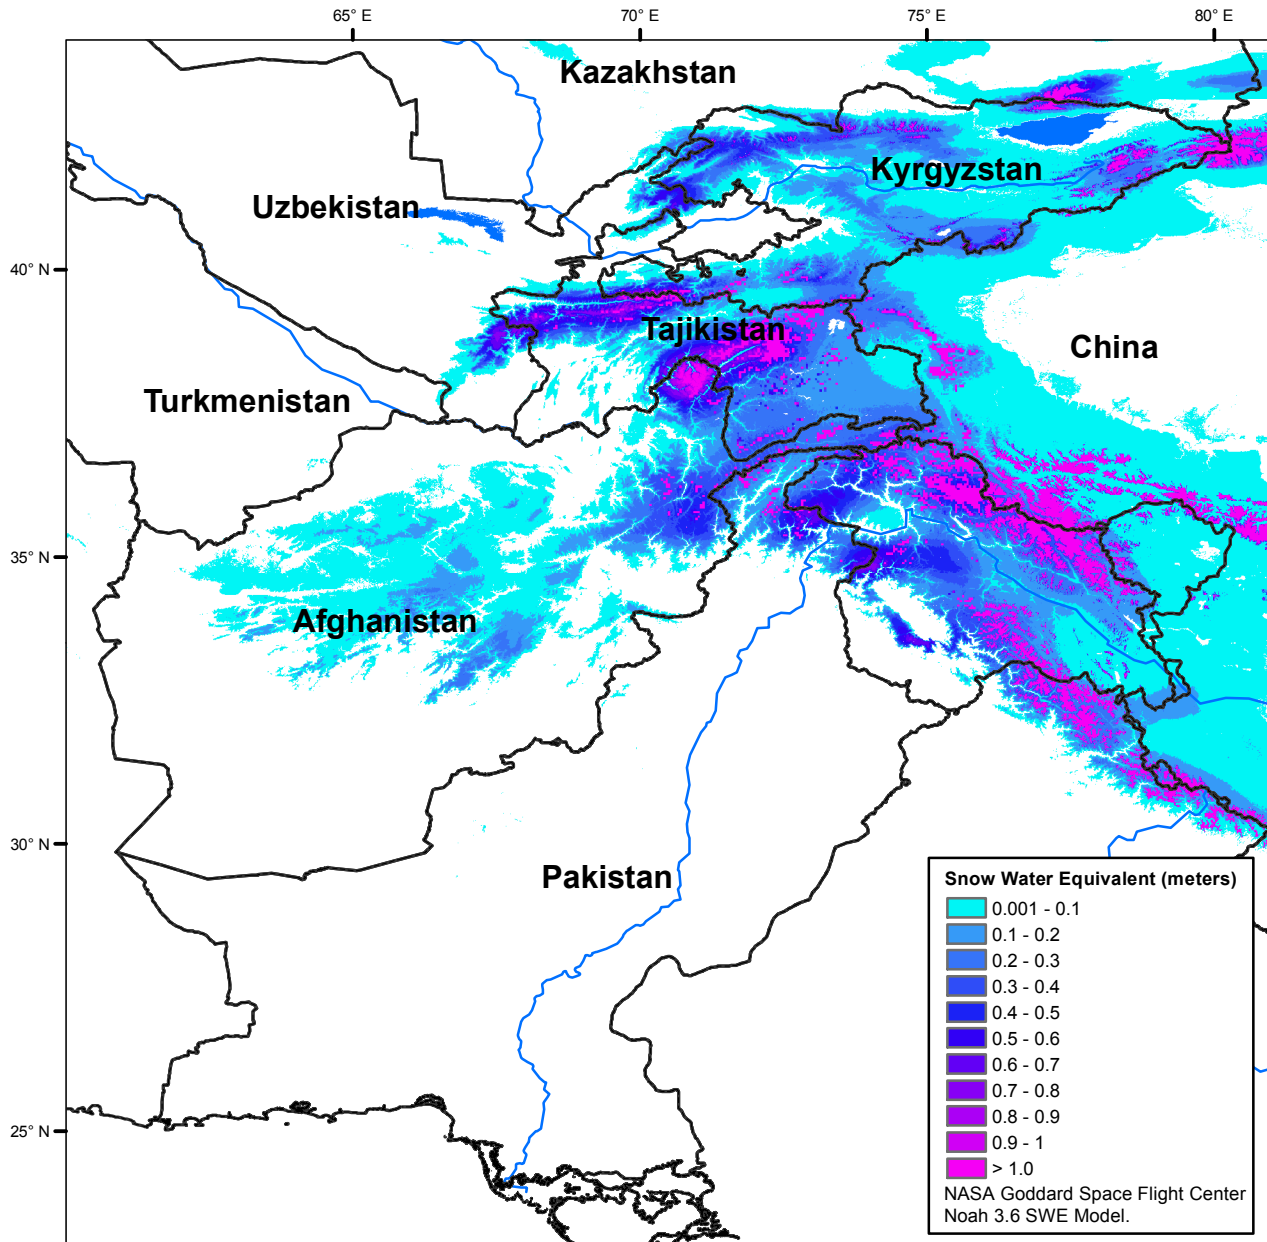 65° E
70° E
75° E
80° E
Kazakhstan
Kyrgyzstan
Uzbekistan
40° N
Tajikistan
China
Turkmenistan
35° N
Afghanistan
30° N
Pakistan
25° N
Snow Water Equivalent (meters)
0.001 - 0.1
0.1 - 0.2
0.2 - 0.3
0.3 - 0.4
0.4 - 0.5
0.5 - 0.6
0.6 - 0.7
0.7 - 0.8
0.8 - 0.9
0.9 - 1
> 1.0
NASA Goddard Space Flight Center
Noah 3.6 SWE Model.